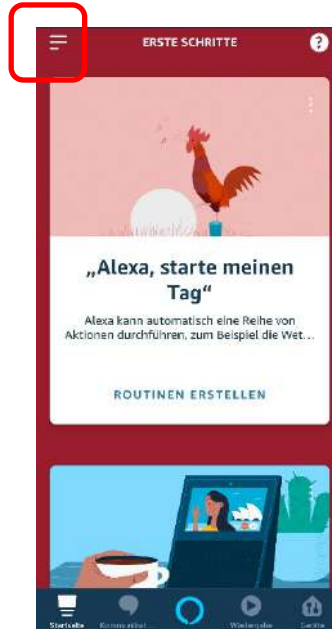 ERSTE SCHRITTE
?
„Alexa, starte meinen
Tag“
Alexa kann automatisch eine Reihe von
Aktionen durchführen, zum Beispiel die Wet...
ROUTINEN ERSTELLEN
Startseite Kommunikat... Wiedergabe Geräte